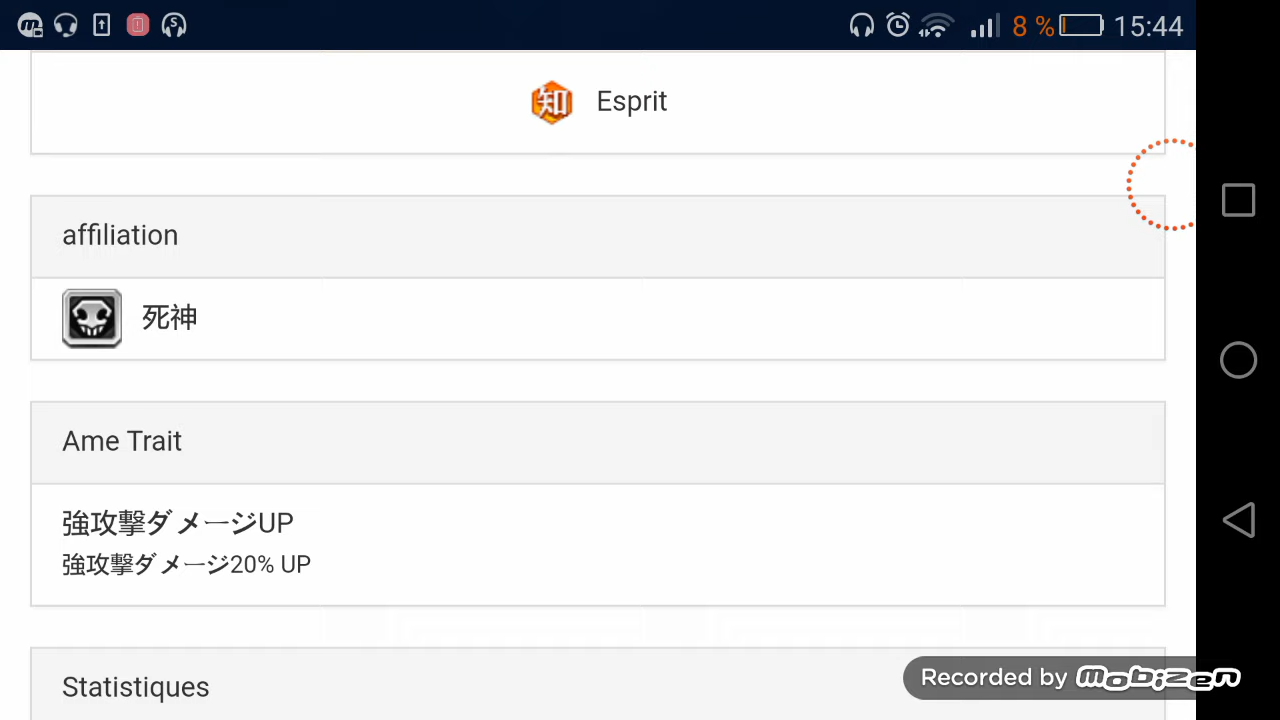 8 % 15:44
知 Esprit
affiliation
死神
Ame Trait
強攻撃ダメージUP
強攻撃ダメージ20% UP
Statistiques
Recorded by mobizen